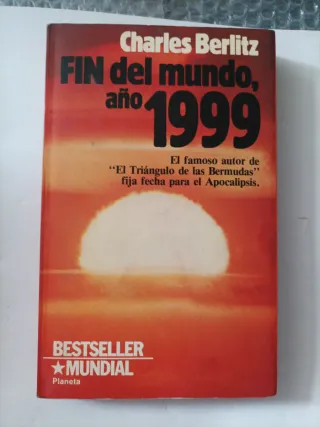 Charles Berlitz
FIN del mundo,
año 1999
El famoso autor de
"El Triángulo de las Bermudas"
fija fecha para el Apocalipsis.
BESTSELLER
★MUNDIAL
Planeta